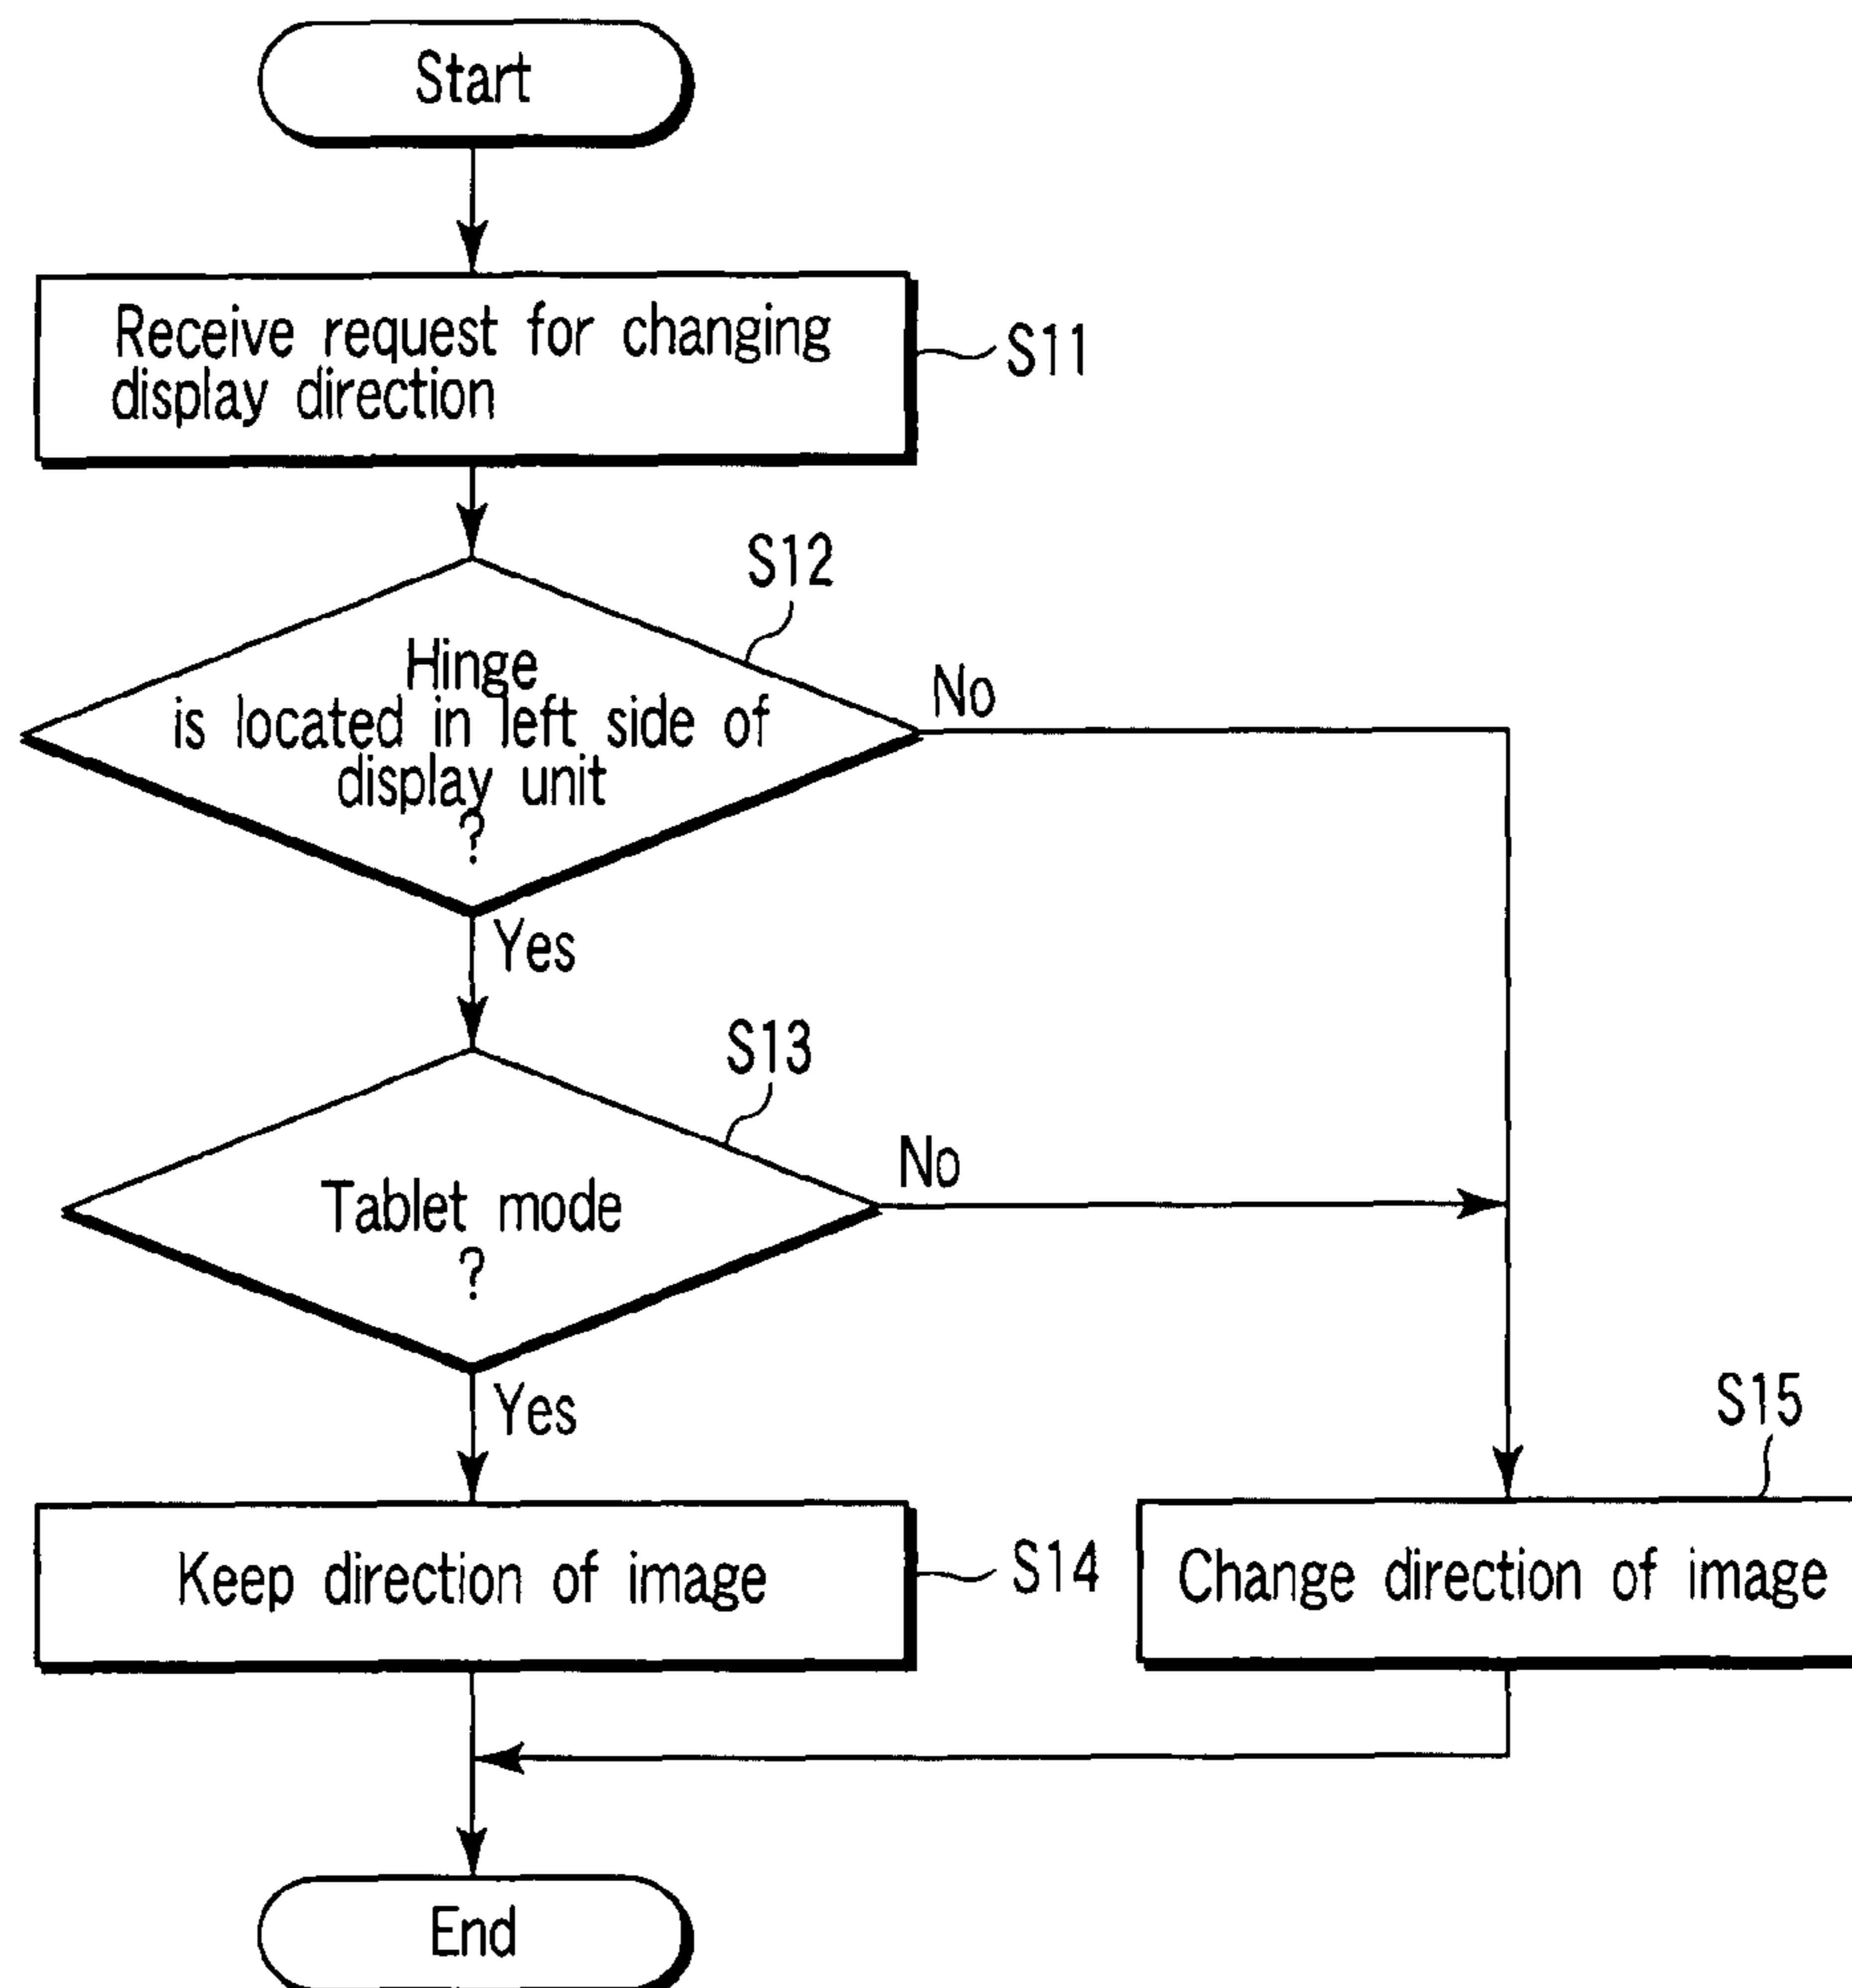 Start
Receive request for changing
display direction
S11
S12
Hinge
is located in left side of
display unit
?
No
Yes
S13
Tablet mode
?
No
Yes
S15
Keep direction of image
S14
Change direction of image
End